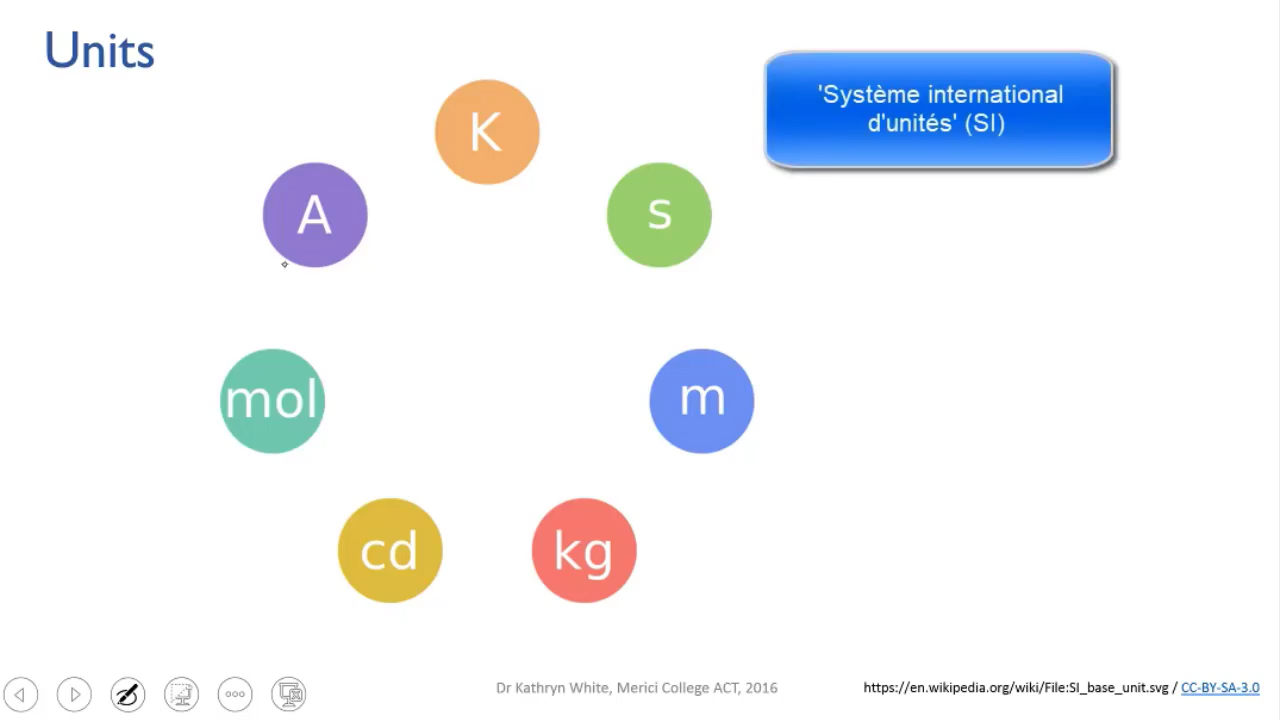 Units
'Système international
d'unités' (SI)
K
A
s
mol
m
cd
kg
Dr Kathryn White, Merici College ACT, 2016
https://en.wikipedia.org/wiki/File:SI_base_unit.svg / CC-BY-SA-3.0